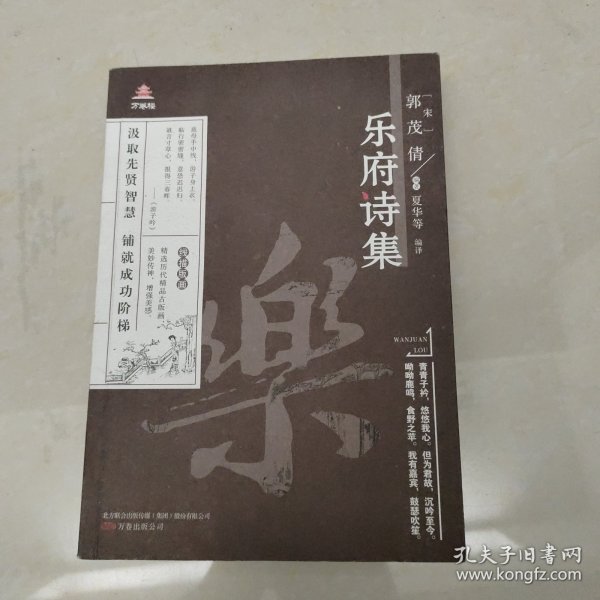 万卷楼
[宋]
郭茂倩
编
夏华等
编译
乐府诗集
慈母手中线，游子身上衣。
临行密密缝，意恐迟迟归。
谁言寸草心，报得三春晖。
——《游子吟》
汲取先贤智慧 铺就成功阶梯
线描版画
精选历代精品古版画，
美妙传神，增强美感。
樂
WANJUAN
LOU
青青子衿，悠悠我心。但为君故，沉吟至今。
呦呦鹿鸣，食野之苹。我有嘉宾，鼓瑟吹笙。
北方联合出版传媒（集团）股份有限公司
万卷出版公司
孔夫子旧书网
www.kongfz.com